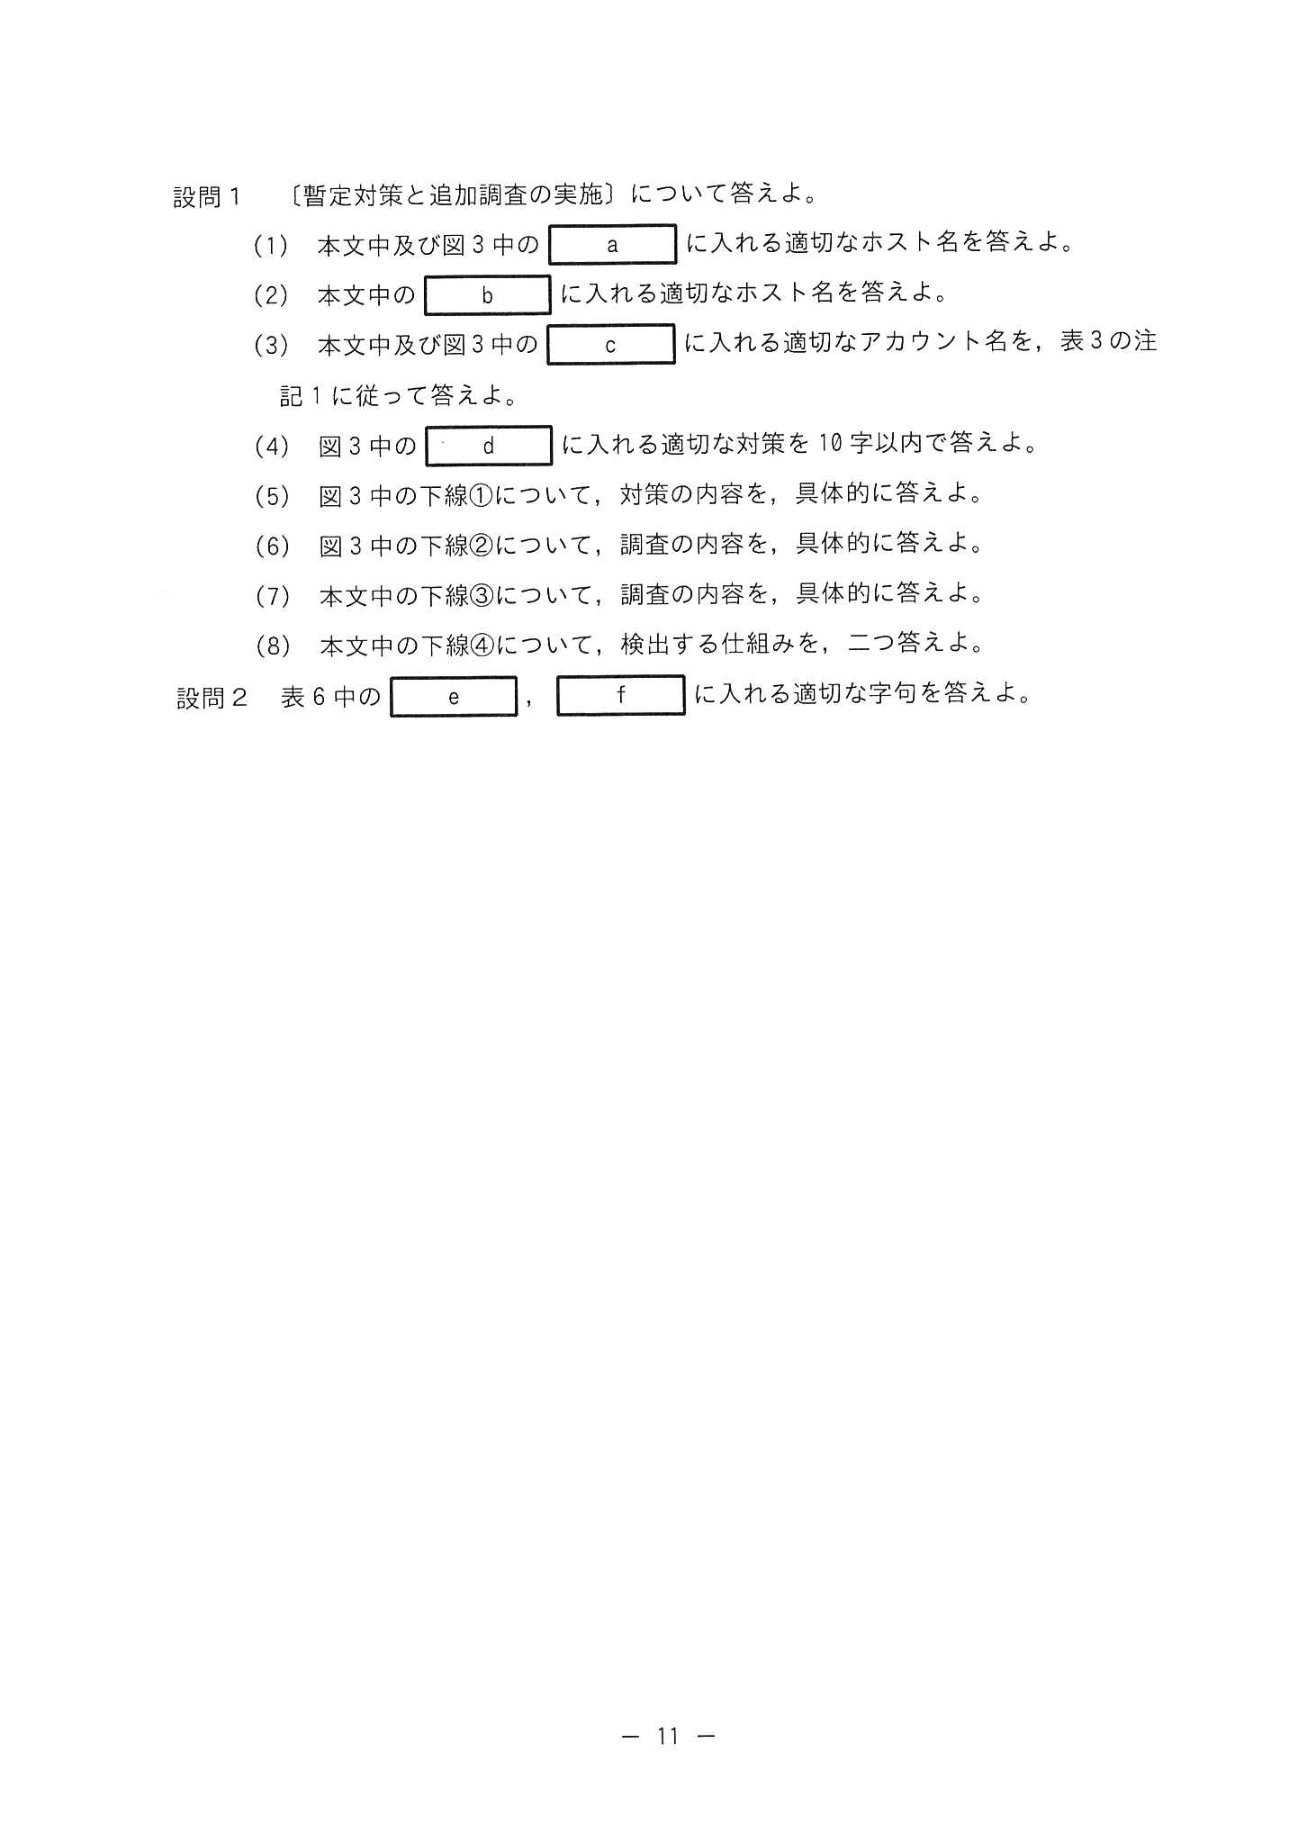 設問1 〔暫定対策と追加調査の実施〕について答えよ。
(1) 本文中及び図3中の a に入れる適切なホスト名を答えよ。
(2) 本文中の b に入れる適切なホスト名を答えよ。
(3) 本文中及び図3中の c に入れる適切なアカウント名を，表3の注
記1に従って答えよ。
(4) 図3中の d に入れる適切な対策を10字以内で答えよ。
(5) 図3中の下線①について，対策の内容を，具体的に答えよ。
(6) 図3中の下線②について，調査の内容を，具体的に答えよ。
(7) 本文中の下線③について，調査の内容を，具体的に答えよ。
(8) 本文中の下線④について，検出する仕組みを，二つ答えよ。
設問2 表6中の e ， f に入れる適切な字句を答えよ。
－ 11 －